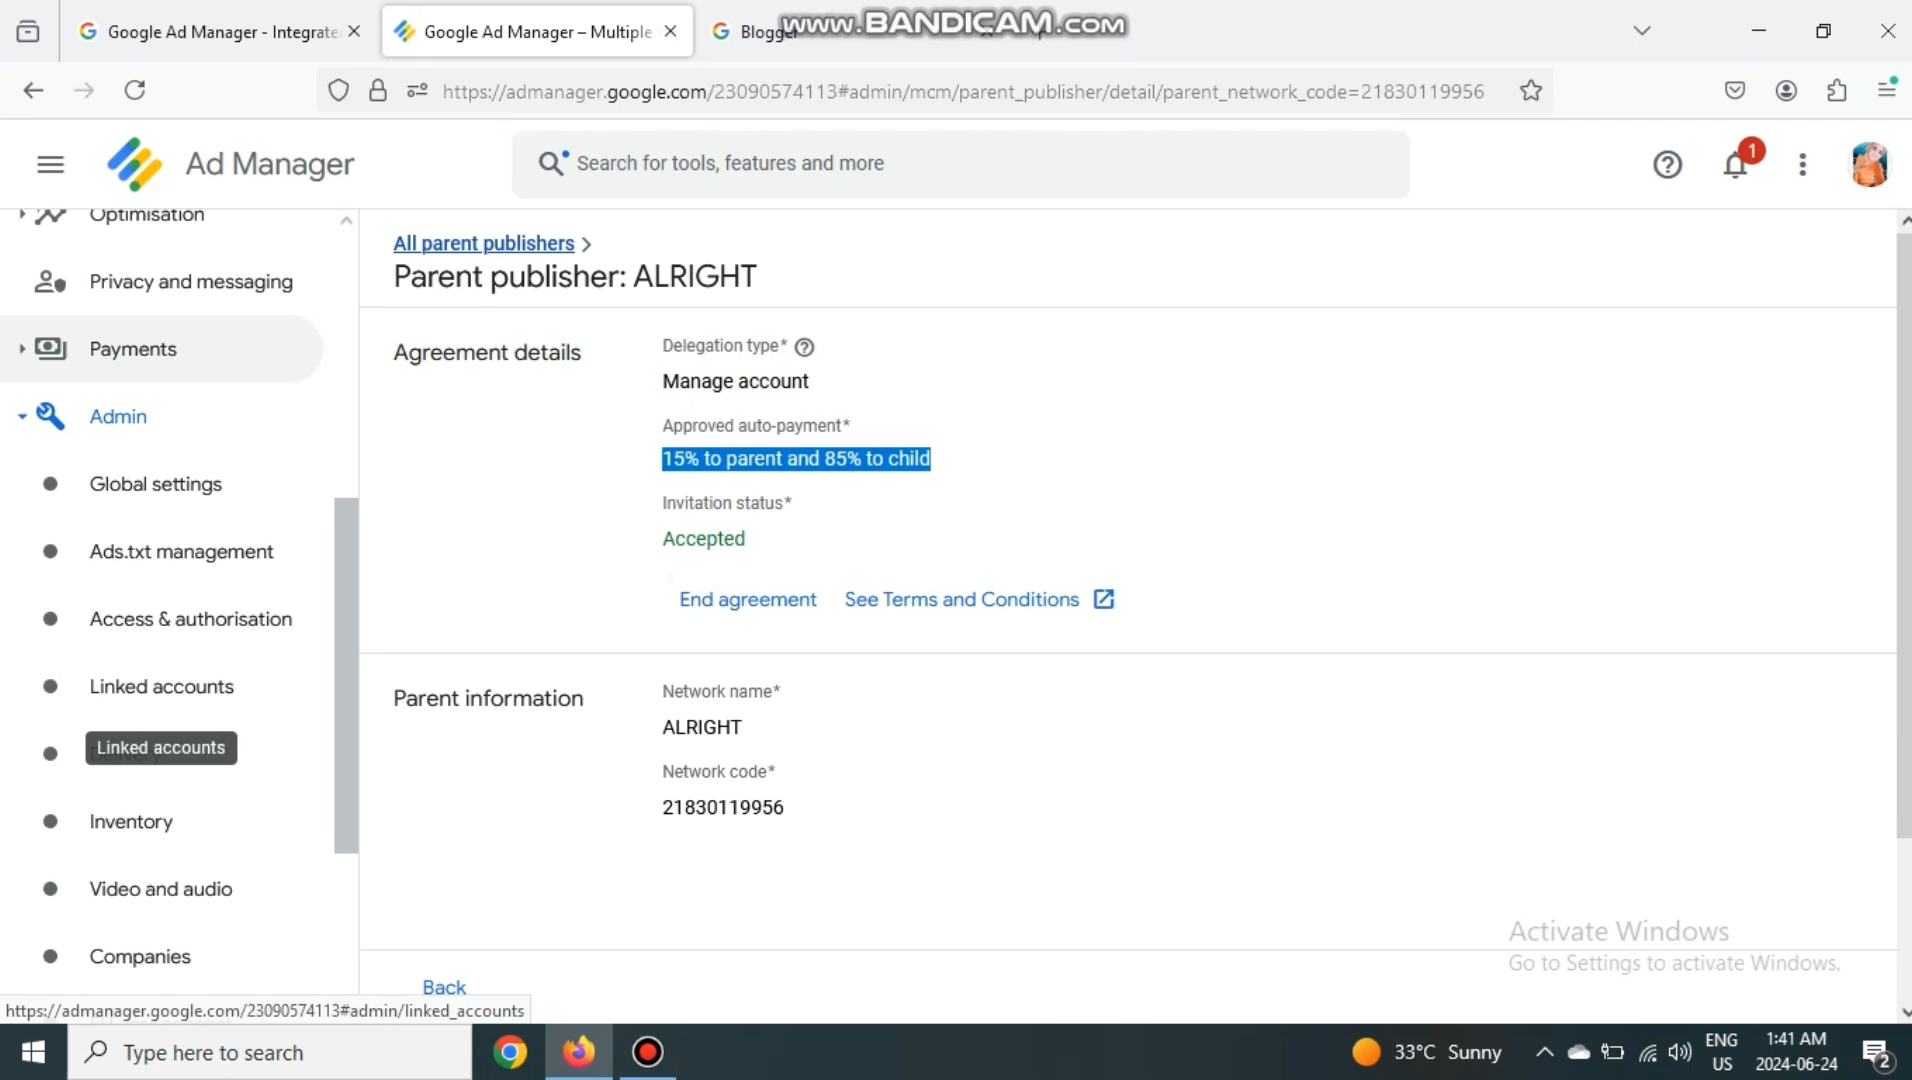 Google Ad Manager - Integrate
Google Ad Manager – Multiple
Blogger
www.BANDICAM.com
https://admanager.google.com/23090574113#admin/mcm/parent_publisher/detail/parent_network_code=21830119956
Ad Manager
Search for tools, features and more
1
Optimisation
Privacy and messaging
Payments
Admin
Global settings
Ads.txt management
Access & authorisation
Linked accounts
Linked accounts
Inventory
Video and audio
Companies
All parent publishers
Parent publisher: ALRIGHT
Agreement details
Delegation type*
Manage account
Approved auto-payment*
15% to parent and 85% to child
Invitation status*
Accepted
End agreement
See Terms and Conditions
Parent information
Network name*
ALRIGHT
Network code*
21830119956
Back
Activate Windows
Go to Settings to activate Windows.
https://admanager.google.com/23090574113#admin/linked_accounts
Type here to search
33°C Sunny
ENG
US
1:41 AM
2024-06-24
2